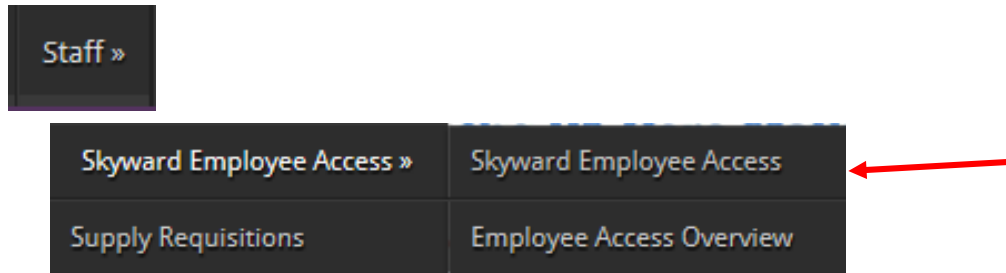 Staff »
Skyward Employee Access » Skyward Employee Access
Supply Requisitions Employee Access Overview